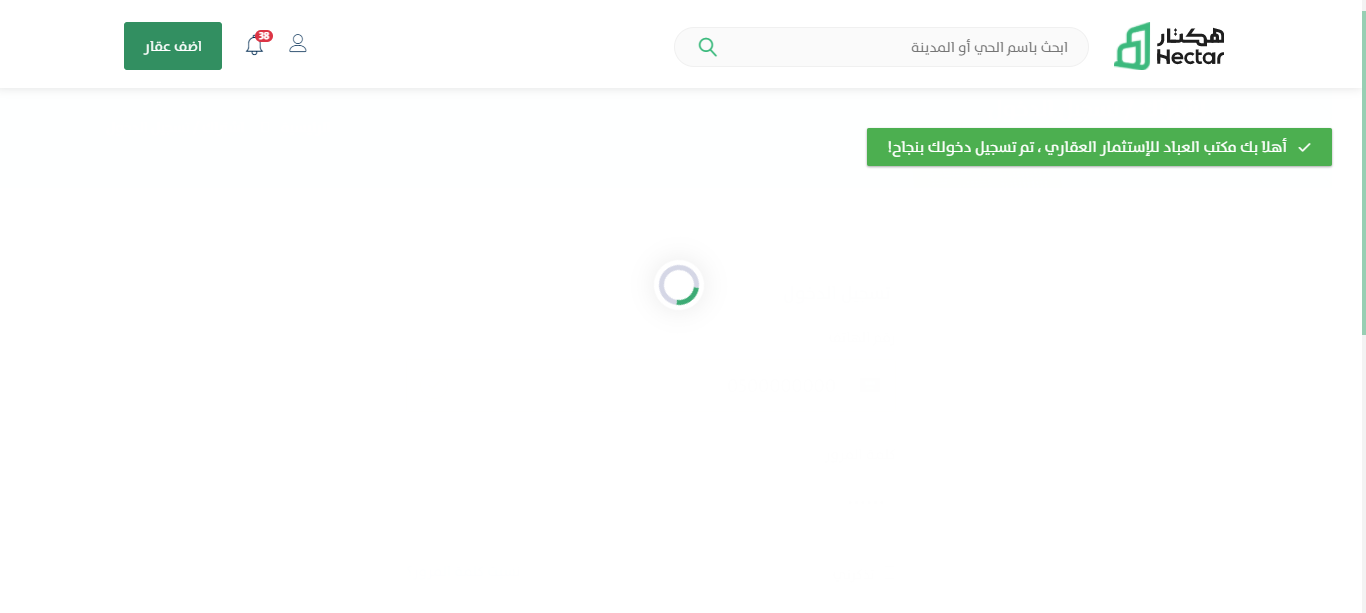 هكتار
Hectar
ابحث باسم الحي أو المدينة
38
اضف عقار
أهلا بك مكتب العباد للإستثمار العقاري ، تم تسجيل دخولك بنجاح!